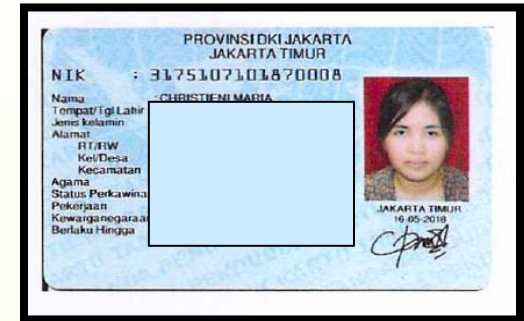 PROVINSI DKI JAKARTA
JAKARTA TIMUR
NIK : 3175107101870008
Nama : CHRISTIENI MARIA
Tempat/Tgl Lahir
Jenis kelamin
Alamat
RT/RW
Kel/Desa
Kecamatan
Agama
Status Perkawina
Pekerjaan
Kewarganegaraan
Berlaku Hingga
JAKARTA TIMUR
16-05-2018